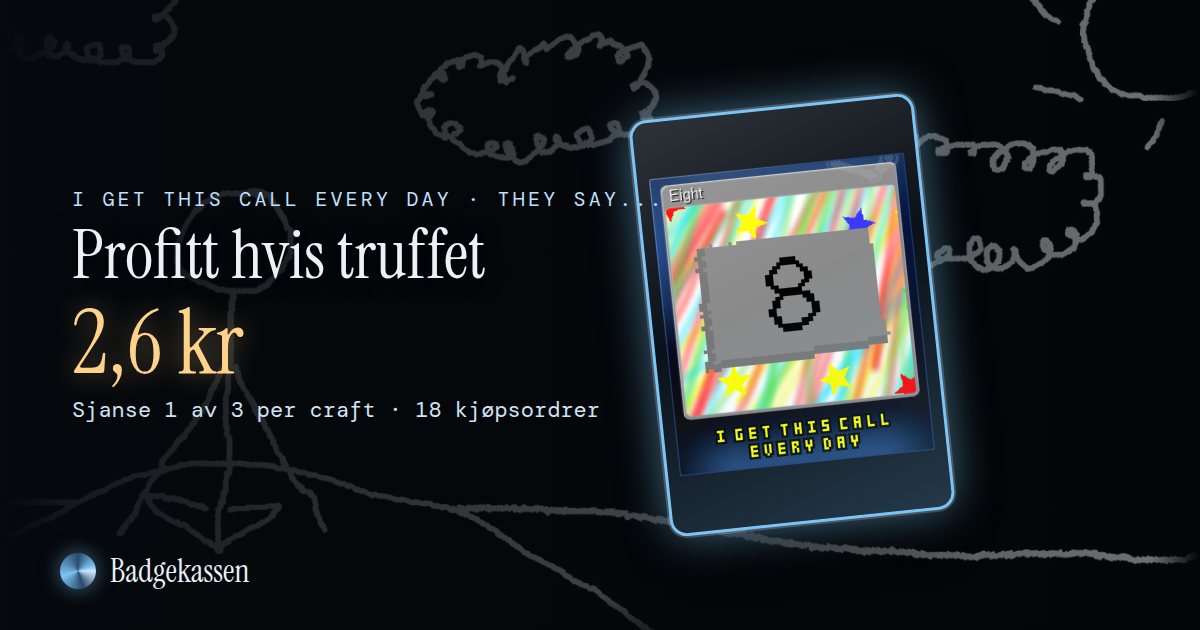 I GET THIS CALL EVERY DAY · THEY SAY...
Profitt hvis truffet
2,6 kr
Sjanse 1 av 3 per craft · 18 kjøpsordrer
Badgekassen
Eight
8
I GET THIS CALL
EVERY DAY